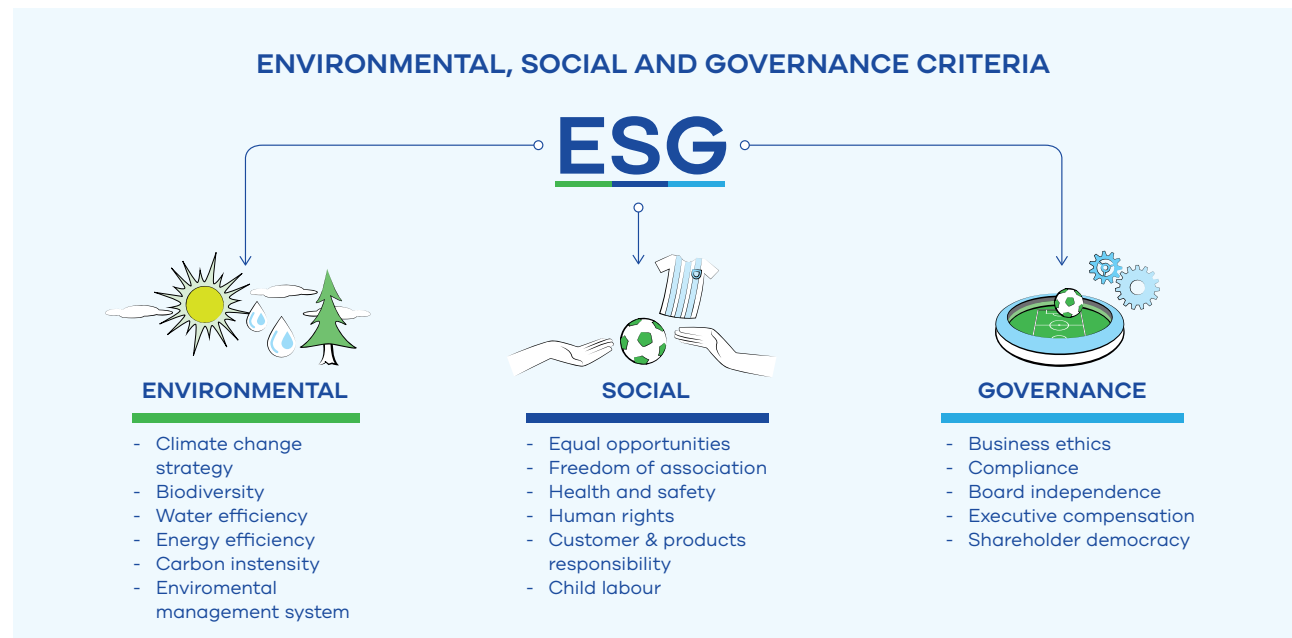 ENVIRONMENTAL, SOCIAL AND GOVERNANCE CRITERIA
ESG
ENVIRONMENTAL
- Climate change
strategy
- Biodiversity
- Water efficiency
- Energy efficiency
- Carbon instensity
- Enviromental
management system
SOCIAL
- Equal opportunities
- Freedom of association
- Health and safety
- Human rights
- Customer & products
responsibility
- Child labour
GOVERNANCE
- Business ethics
- Compliance
- Board independence
- Executive compensation
- Shareholder democracy